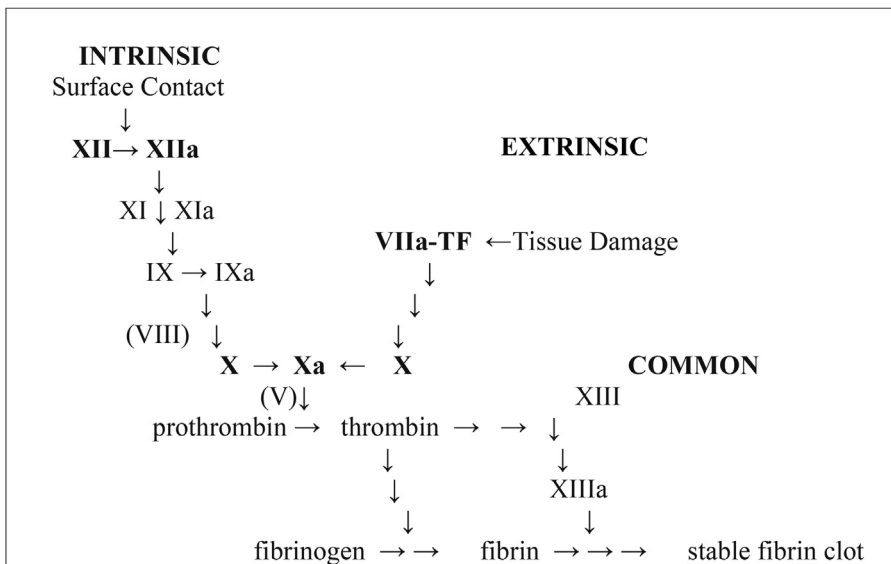 INTRINSIC
Surface Contact
↓
XII→ XIIa EXTRINSIC
↓
XI ↓ XIa
↓ VIIa-TF ←Tissue Damage
IX → IXa ↓
↓ ↓
(VIII) ↓ ↓
X → Xa ← X COMMON
(V)↓ XIII
prothrombin → thrombin → → ↓
↓ ↓
↓ XIIIa
↓ ↓
fibrinogen → → fibrin → → → stable fibrin clot